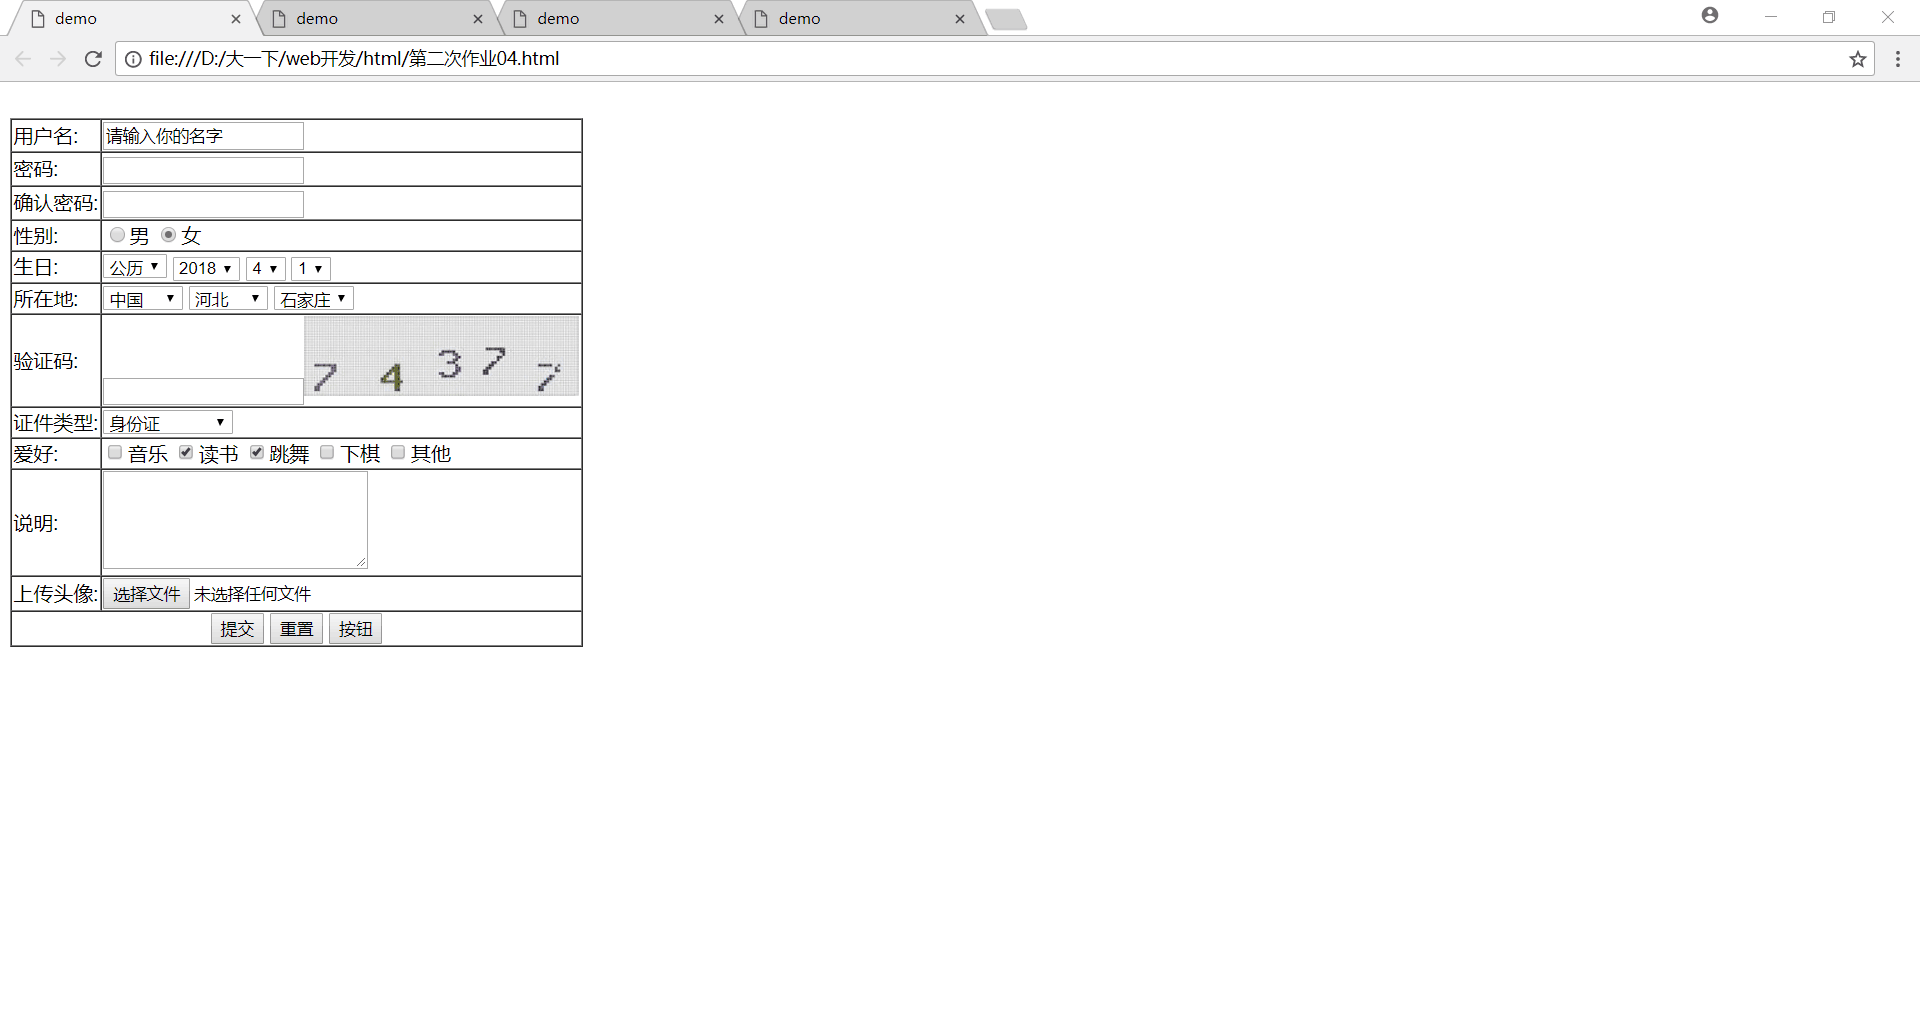 demo demo demo demo
file:///D:/大一下/web开发/html/第二次作业04.html
用户名: 请输入你的名字
密码:
确认密码:
性别: 男 女
生日: 公历 2018 4 1
所在地: 中国 河北 石家庄
验证码: 7 4 3 7 7
证件类型: 身份证
爱好: 音乐 读书 跳舞 下棋 其他
说明:
上传头像: 选择文件 未选择任何文件
提交 重置 按钮